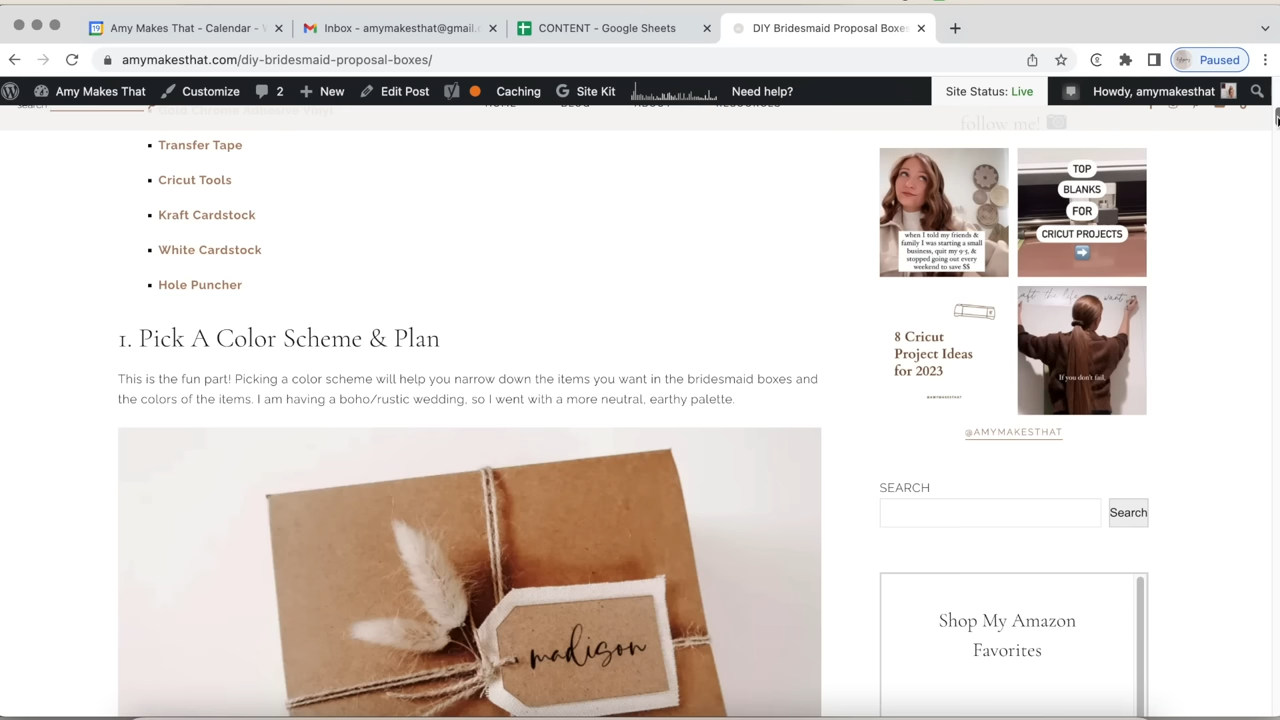 Amy Makes That - Calendar -
Inbox - amymakesthat@gmail.
CONTENT - Google Sheets
DIY Bridesmaid Proposal Boxes
amymakesthat.com/diy-bridesmaid-proposal-boxes/
Paused
Amy Makes That
Customize
2
New
Edit Post
Caching
Site Kit
Need help?
Site Status: Live
Howdy, amymakesthat
follow me!
Transfer Tape
Cricut Tools
Kraft Cardstock
White Cardstock
Hole Puncher
1. Pick A Color Scheme & Plan
This is the fun part! Picking a color scheme will help you narrow down the items you want in the bridesmaid boxes and
the colors of the items. I am having a boho/rustic wedding, so I went with a more neutral, earthy palette.
madison
when I told my friends &
family I was starting a small
business, quit my 9-5, &
stopped going out every
weekend to save $$
TOP
BLANKS
FOR
CRICUT PROJECTS
8 Cricut
Project Ideas
for 2023
@AMYMAKESTHAT
If you don't fail,
@AMYMAKESTHAT
SEARCH
Search
Shop My Amazon
Favorites